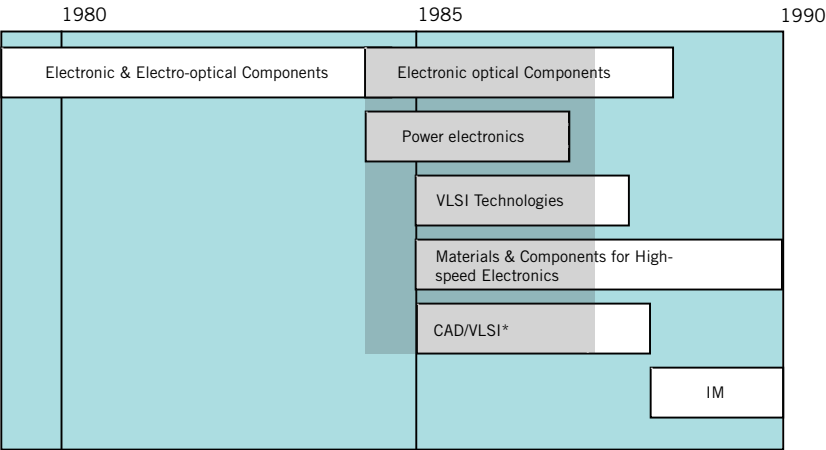 1980
1985
1990
Electronic & Electro-optical Components
Electronic optical Components
Power electronics
VLSI Technologies
Materials & Components for High-
speed Electronics
CAD/VLSI*
IM